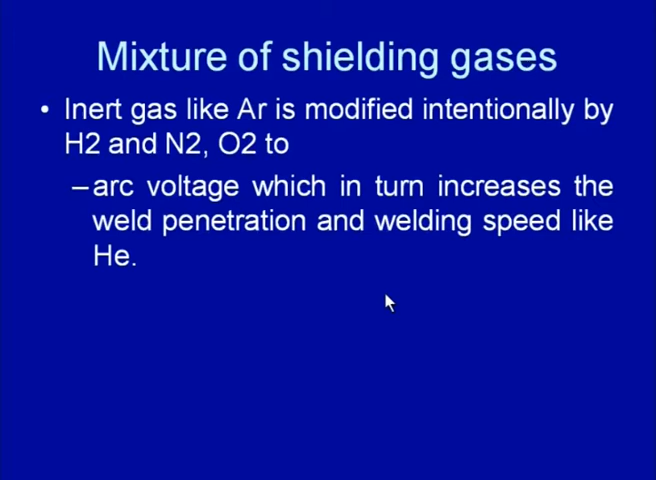 Mixture of shielding gases
• Inert gas like Ar is modified intentionally by
H2 and N2, O2 to
–arc voltage which in turn increases the
weld penetration and welding speed like
He.